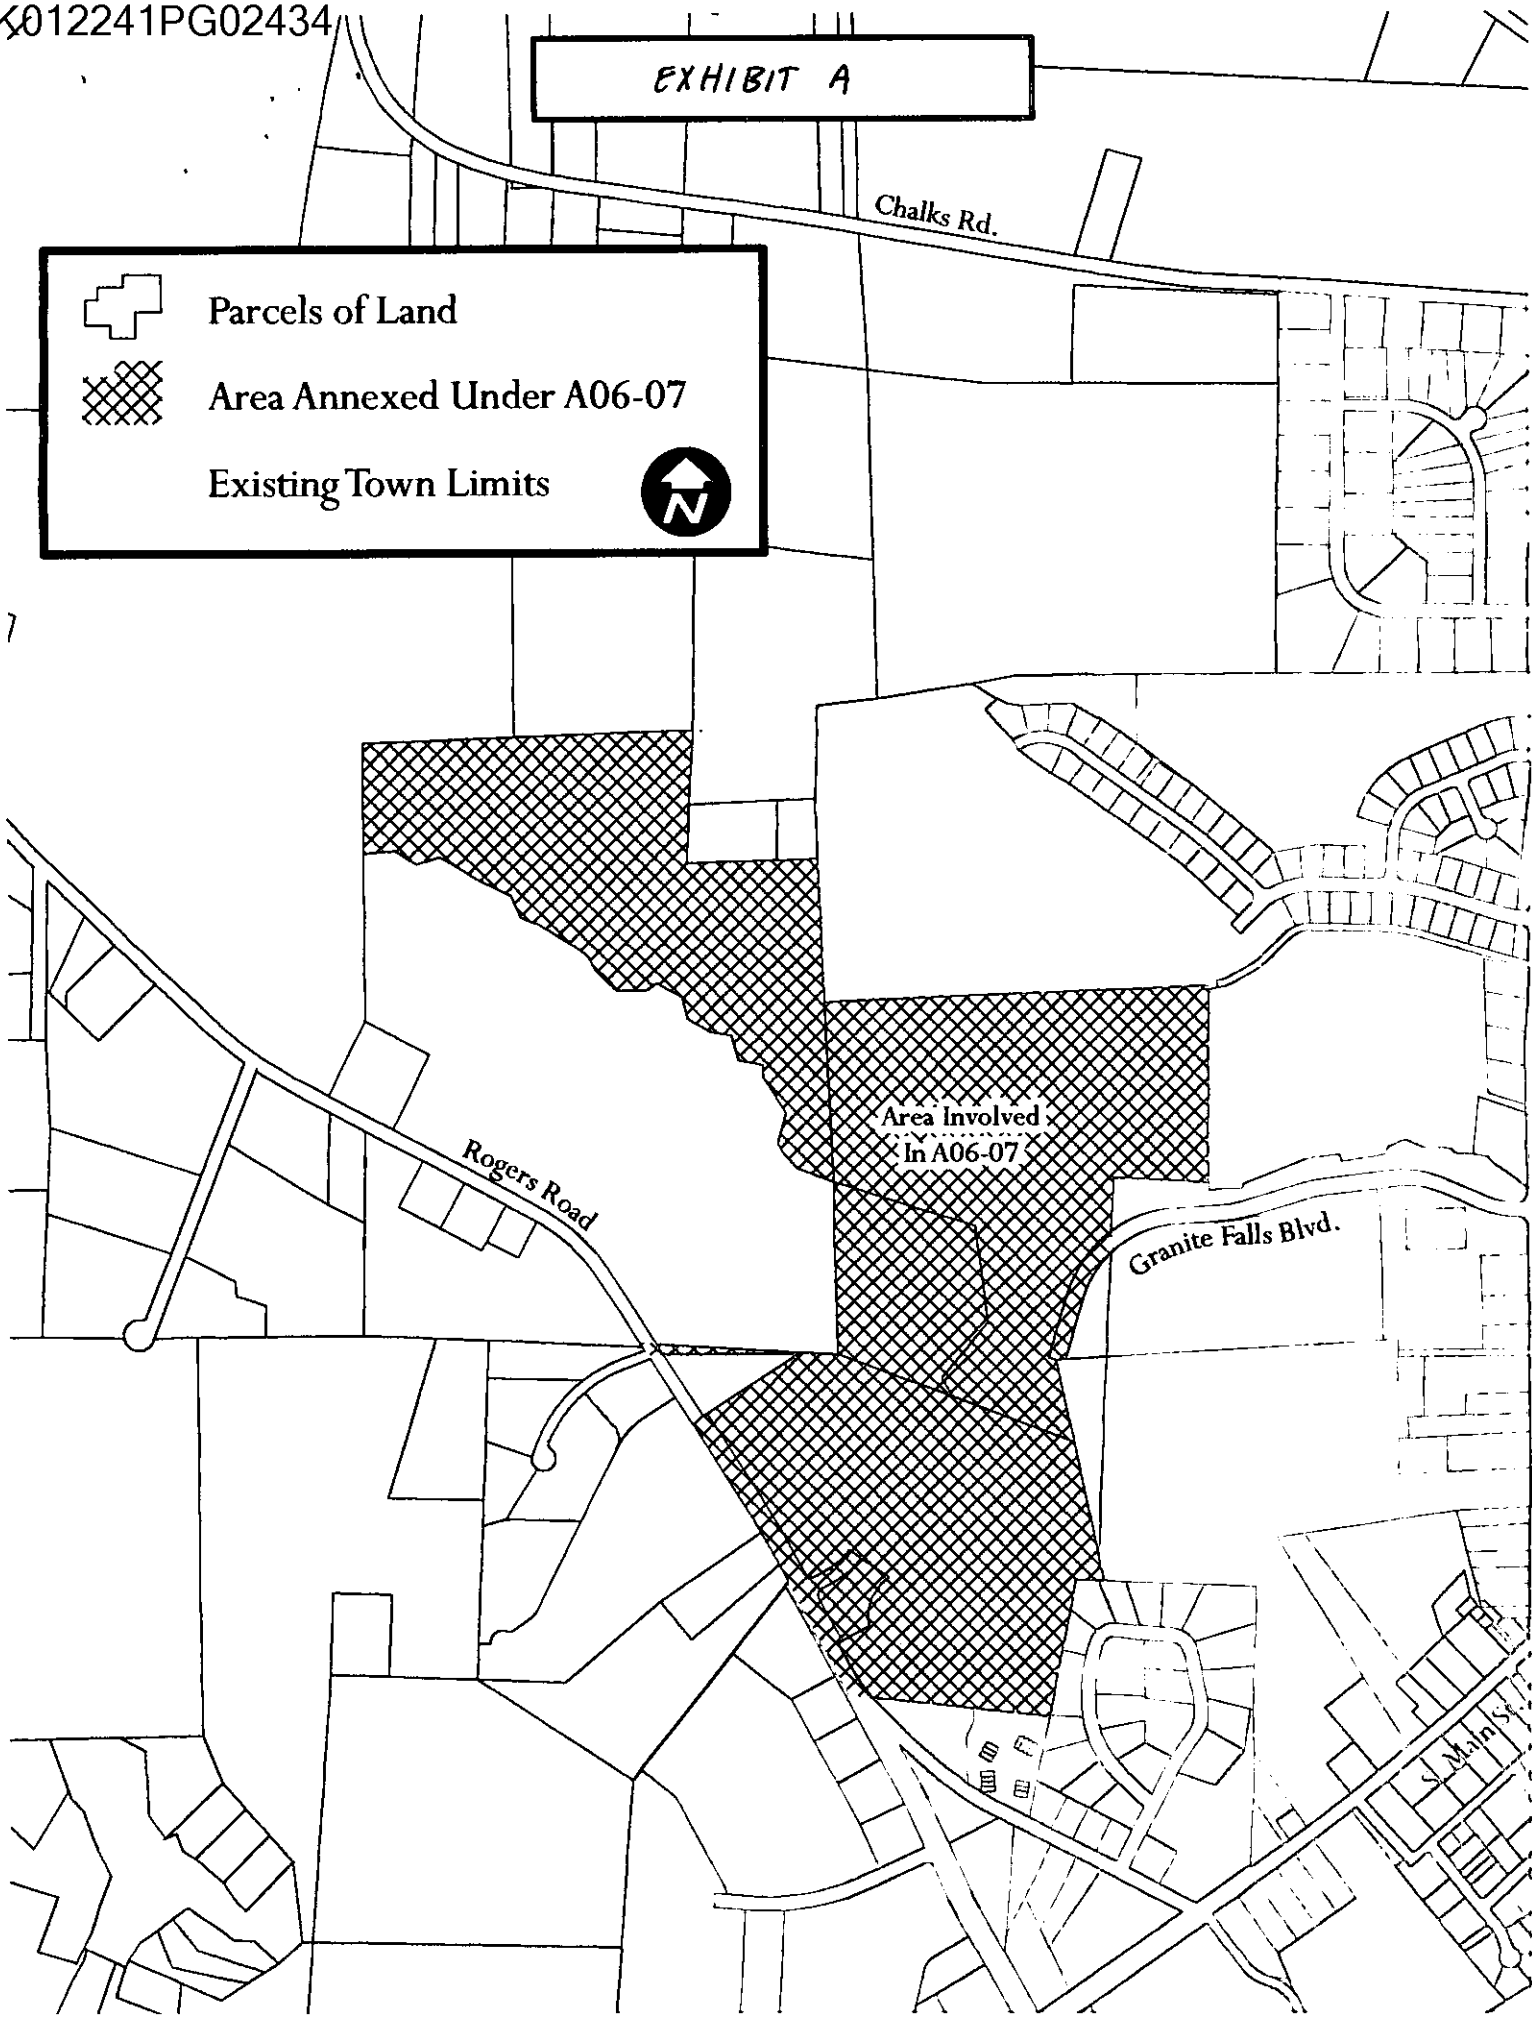 K012241PG02434
EXHIBIT A
Chalks Rd.
Parcels of Land
Area Annexed Under A06-07
Existing Town Limits
N
Area Involved
In A06-07
Rogers Road
Granite Falls Blvd.
S. Main St.